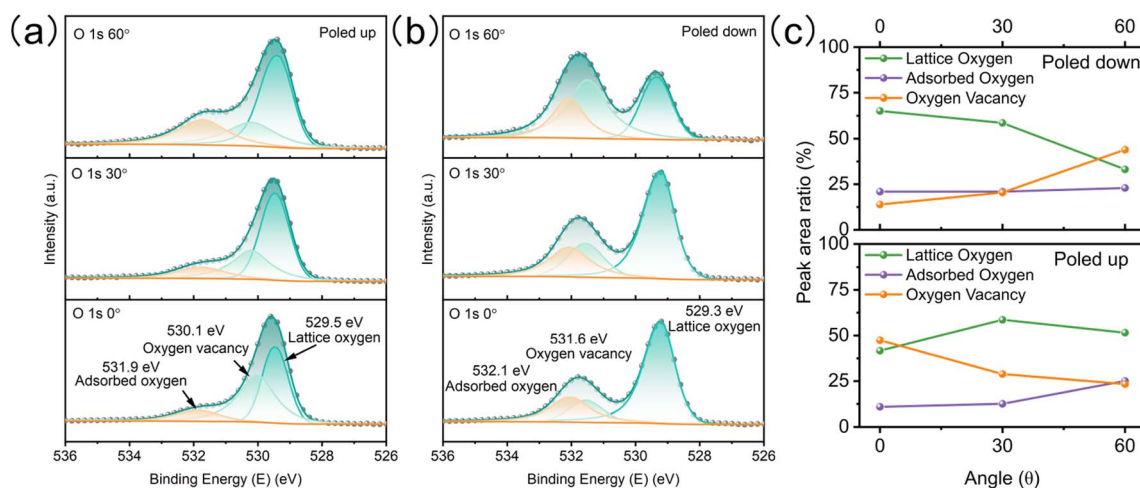 (a)
O 1s 60°
Poled up
O 1s 30°
O 1s 0°
530.1 eV
Oxygen vacancy
529.5 eV
Lattice oxygen
531.9 eV
Adsorbed oxygen
Intensity (a.u.)
536 534 532 530 528 526
Binding Energy (E) (eV)
(b)
O 1s 60°
Poled down
O 1s 30°
O 1s 0°
529.3 eV
Lattice oxygen
531.6 eV
Oxygen vacancy
532.1 eV
Adsorbed oxygen
Intensity (a.u.)
536 534 532 530 528 526
Binding Energy (E) (eV)
(c)
0 30 60
100
75
50
25
0
Lattice Oxygen
Adsorbed Oxygen
Oxygen Vacancy
Poled down
Peak area ratio (%)
100
75
50
25
0
Lattice Oxygen
Adsorbed Oxygen
Oxygen Vacancy
Poled up
0 30 60
Angle (θ)